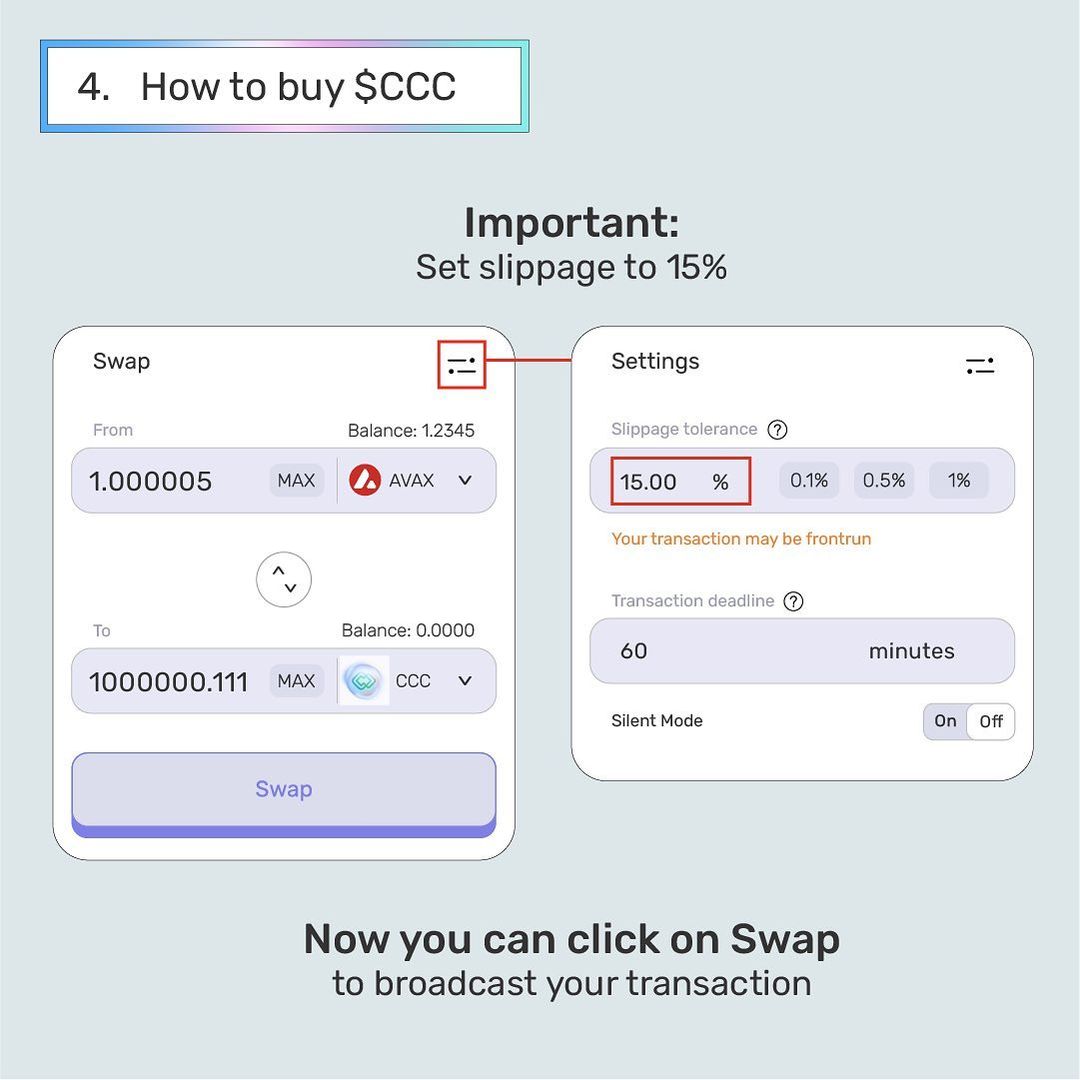 4. How to buy $CCC
Important:
Set slippage to 15%
Swap
From
Balance: 1.2345
1.000005 MAX AVAX
To
Balance: 0.0000
1000000.111 MAX CCC
Swap
Settings
Slippage tolerance ?
15.00 % 0.1% 0.5% 1%
Your transaction may be frontrun
Transaction deadline ?
60 minutes
Silent Mode On Off
Now you can click on Swap
to broadcast your transaction